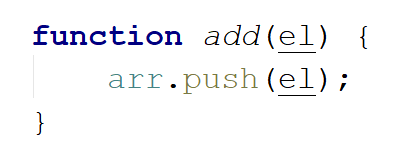 function add(el) {
    arr.push(el);
}